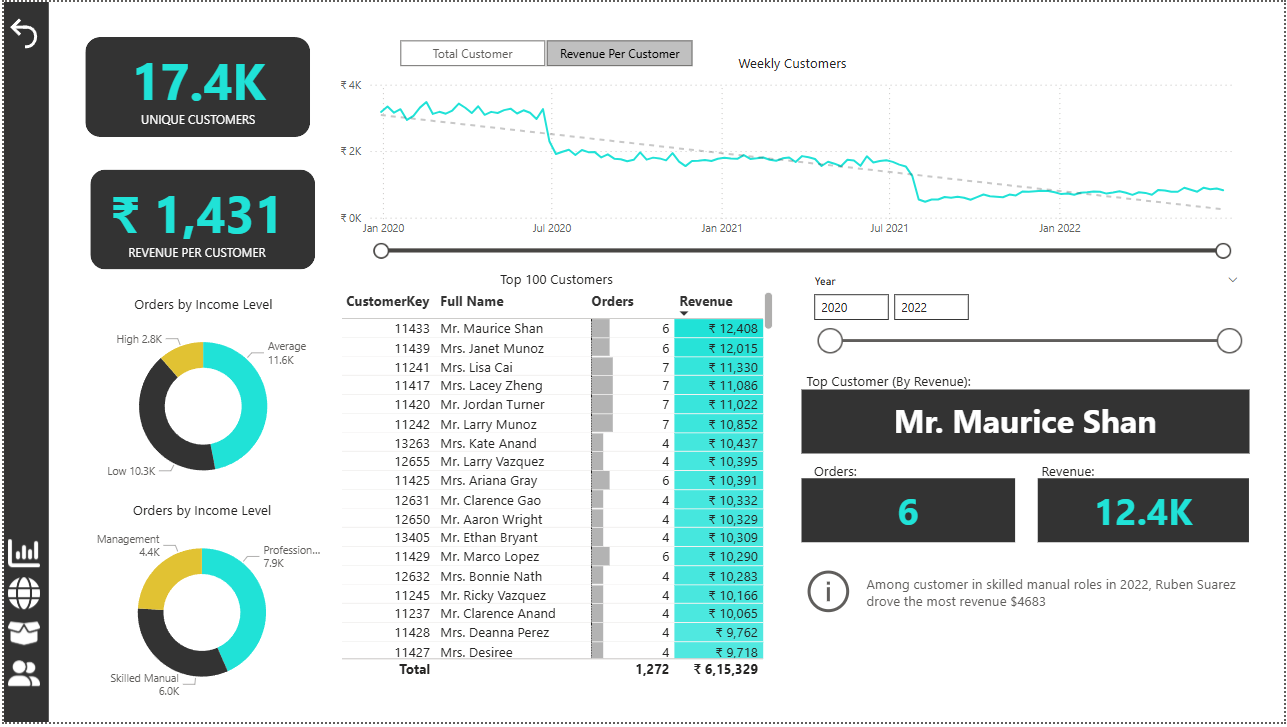 17.4K
UNIQUE CUSTOMERS
₹ 1,431
REVENUE PER CUSTOMER
Total Customer
Revenue Per Customer
Weekly Customers
₹ 4K
₹ 2K
₹ 0K
Jan 2020
Jul 2020
Jan 2021
Jul 2021
Jan 2022
Orders by Income Level
High 2.8K
Average
11.6K
Low 10.3K
Orders by Income Level
Management
4.4K
Profession...
7.9K
Skilled Manual
6.0K
Top 100 Customers
CustomerKey Full Name Orders Revenue
11433 Mr. Maurice Shan 6 ₹ 12,408
11439 Mrs. Janet Munoz 6 ₹ 12,015
11241 Mrs. Lisa Cai 7 ₹ 11,330
11417 Mrs. Lacey Zheng 7 ₹ 11,086
11420 Mr. Jordan Turner 7 ₹ 11,022
11242 Mr. Larry Munoz 7 ₹ 10,852
13263 Mrs. Kate Anand 4 ₹ 10,437
12655 Mr. Larry Vazquez 4 ₹ 10,395
11425 Mrs. Ariana Gray 6 ₹ 10,391
12631 Mr. Clarence Gao 4 ₹ 10,332
12650 Mr. Aaron Wright 4 ₹ 10,329
13405 Mr. Ethan Bryant 4 ₹ 10,309
11429 Mr. Marco Lopez 6 ₹ 10,290
12632 Mrs. Bonnie Nath 4 ₹ 10,283
11245 Mr. Ricky Vazquez 4 ₹ 10,166
11237 Mr. Clarence Anand 4 ₹ 10,065
11428 Mrs. Deanna Perez 4 ₹ 9,762
11427 Mrs. Desiree 4 ₹ 9,718
Total 1,272 ₹ 6,15,329
Year
2020
2022
Top Customer (By Revenue):
Mr. Maurice Shan
Orders:
6
Revenue:
12.4K
Among customer in skilled manual roles in 2022, Ruben Suarez
drove the most revenue $4683